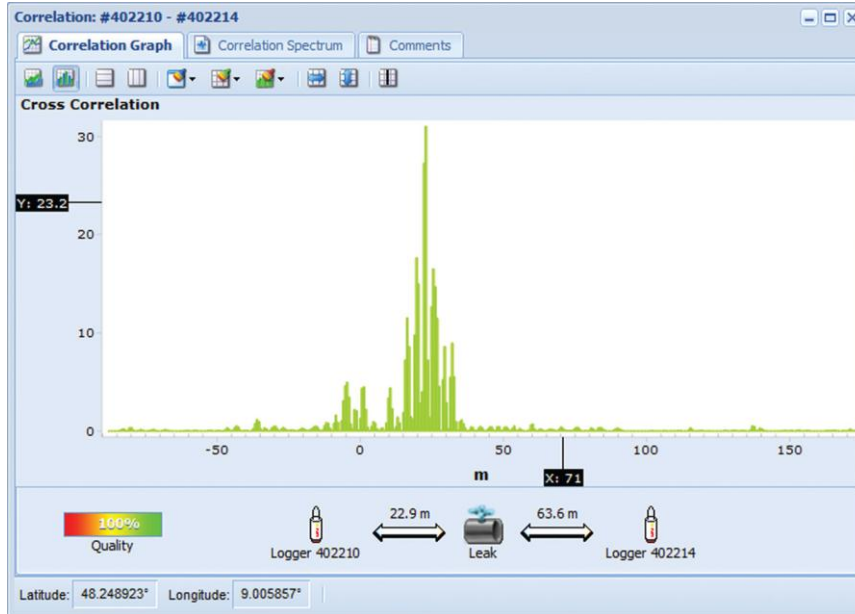 Correlation: #402210 - #402214
Correlation Graph Correlation Spectrum Comments
Cross Correlation
30
Y: 23.2
20
10
0
-50 0 50 100 150
m
X: 71
100%
Quality
22.9 m 63.6 m
Logger 402210 Leak Logger 402214
Latitude: 48.248923° Longitude: 9.005857°